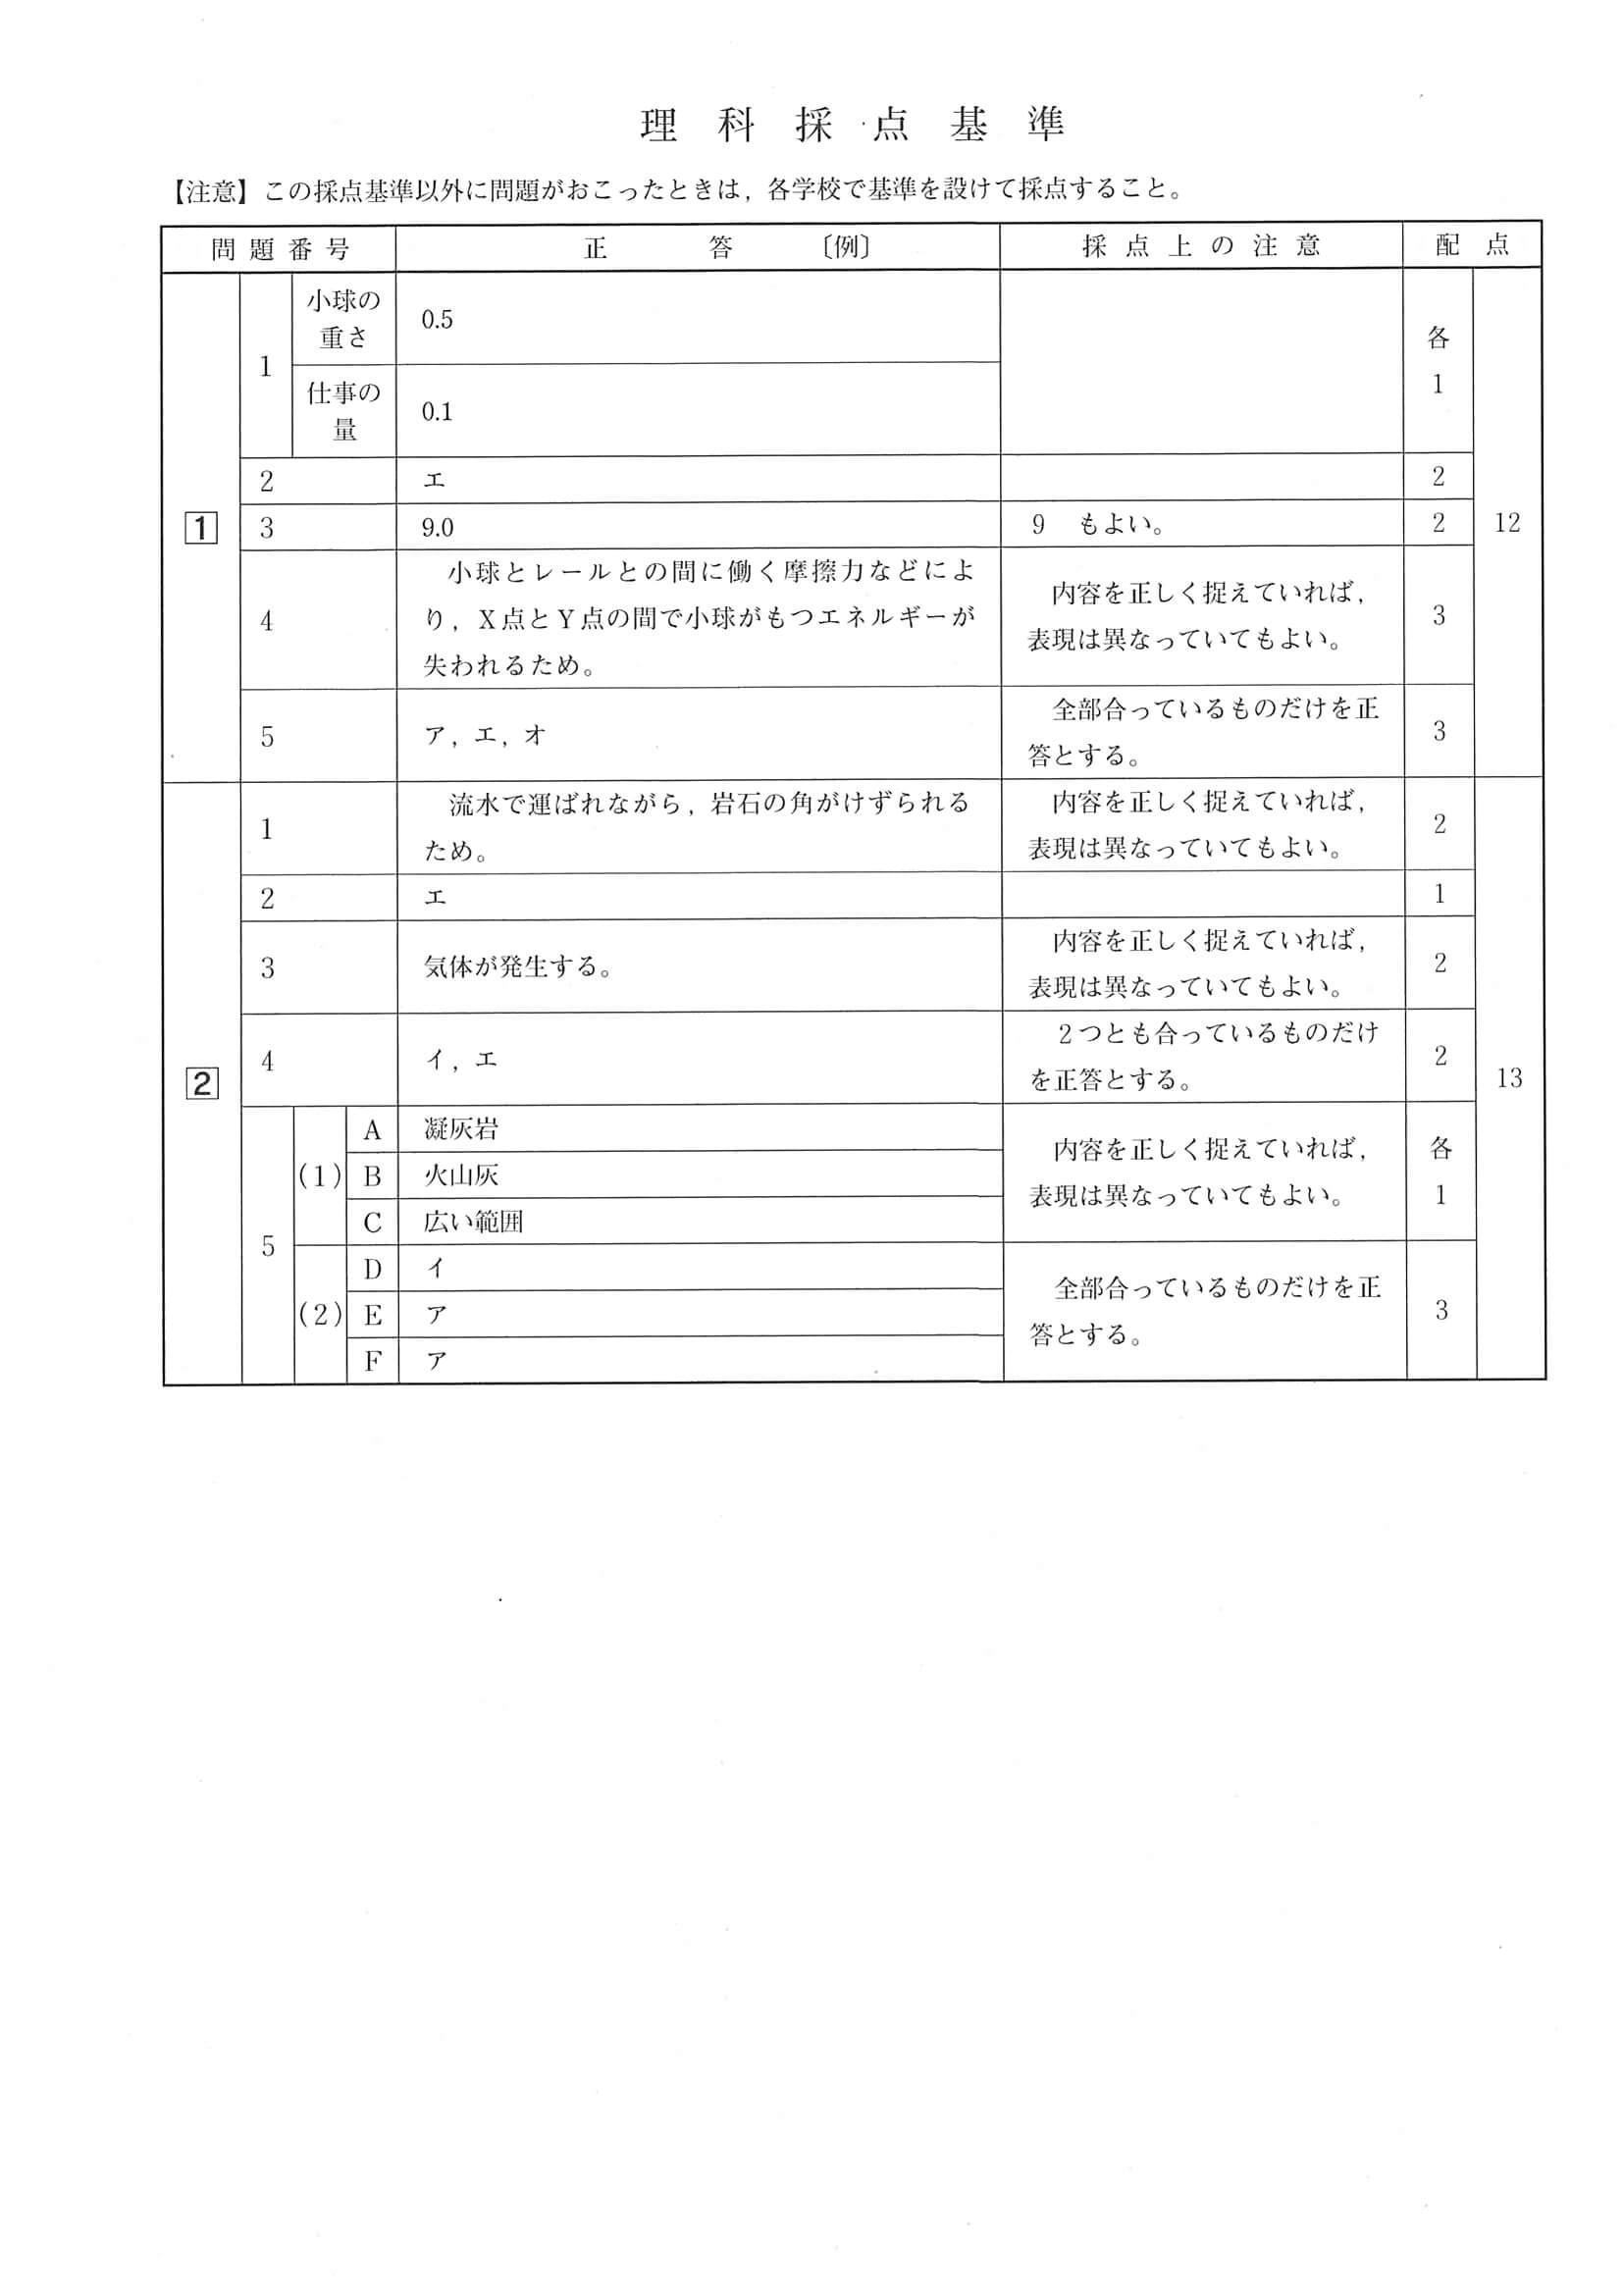 理科採点基準
【注意】この採点基準以外に問題がおこったときは，各学校で基準を設けて採点すること。
問題番号 正答〔例〕 採点上の注意 配点
1
1
小球の
重さ
0.5
仕事の
量
0.1
各
1
2 エ 2
3 9.0 9 もよい。 2
4
小球とレールとの間に働く摩擦力などによ
り，X点とY点の間で小球がもつエネルギーが
失われるため。
内容を正しく捉えていれば，
表現は異なっていてもよい。
3
5 ア，エ，オ
全部合っているものだけを正
答とする。
3
12
2
1
流水で運ばれながら，岩石の角がけずられる
ため。
内容を正しく捉えていれば，
表現は異なっていてもよい。
2
2 エ 1
3 気体が発生する。
内容を正しく捉えていれば，
表現は異なっていてもよい。
2
4 イ，エ
2つとも合っているものだけ
を正答とする。
2
5
(1)
A 凝灰岩
B 火山灰
C 広い範囲
内容を正しく捉えていれば，
表現は異なっていてもよい。
各
1
(2)
D イ
E ア
F ア
全部合っているものだけを正
答とする。
3
13